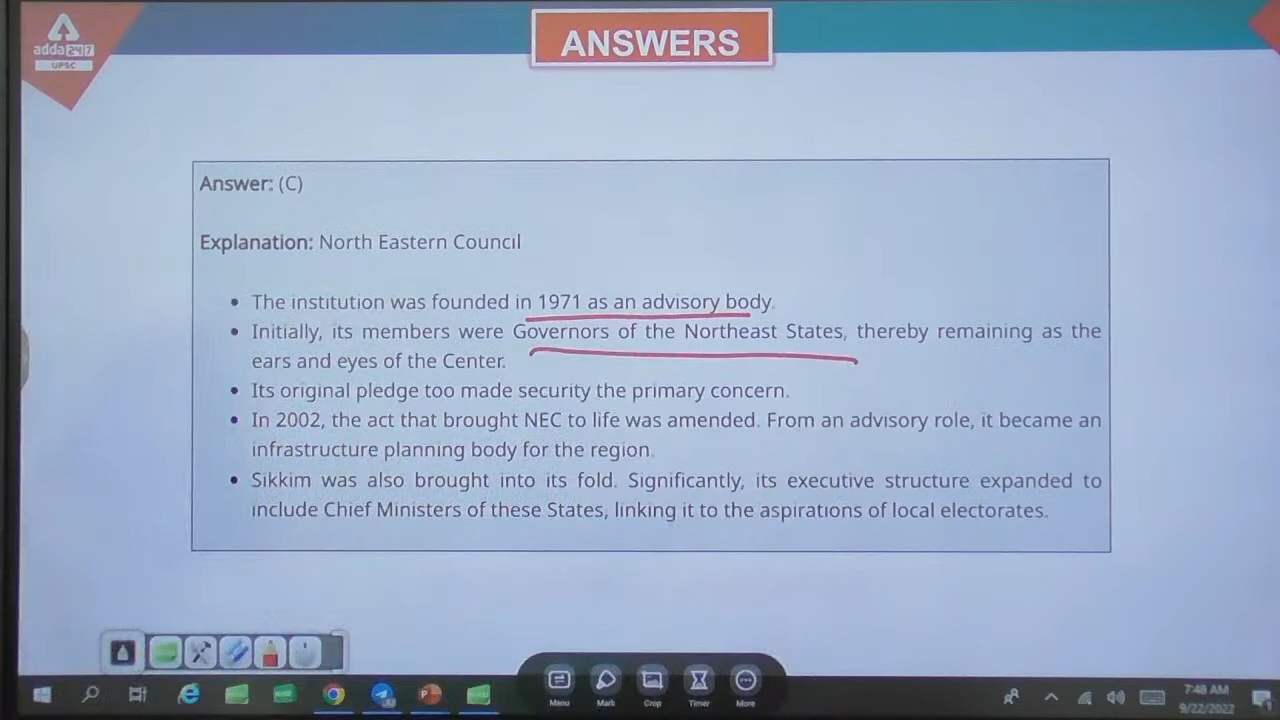 adda 247
UPSC
ANSWERS
Answer: (C)
Explanation: North Eastern Council
• The institution was founded in 1971 as an advisory body.
• Initially, its members were Governors of the Northeast States, thereby remaining as the
ears and eyes of the Center.
• Its original pledge too made security the primary concern.
• In 2002, the act that brought NEC to life was amended. From an advisory role, it became an
infrastructure planning body for the region.
• Sikkim was also brought into its fold. Significantly, its executive structure expanded to
include Chief Ministers of these States, linking it to the aspirations of local electorates.
Menu Mark Crop Timer More
7:48 AM
9/22/2022